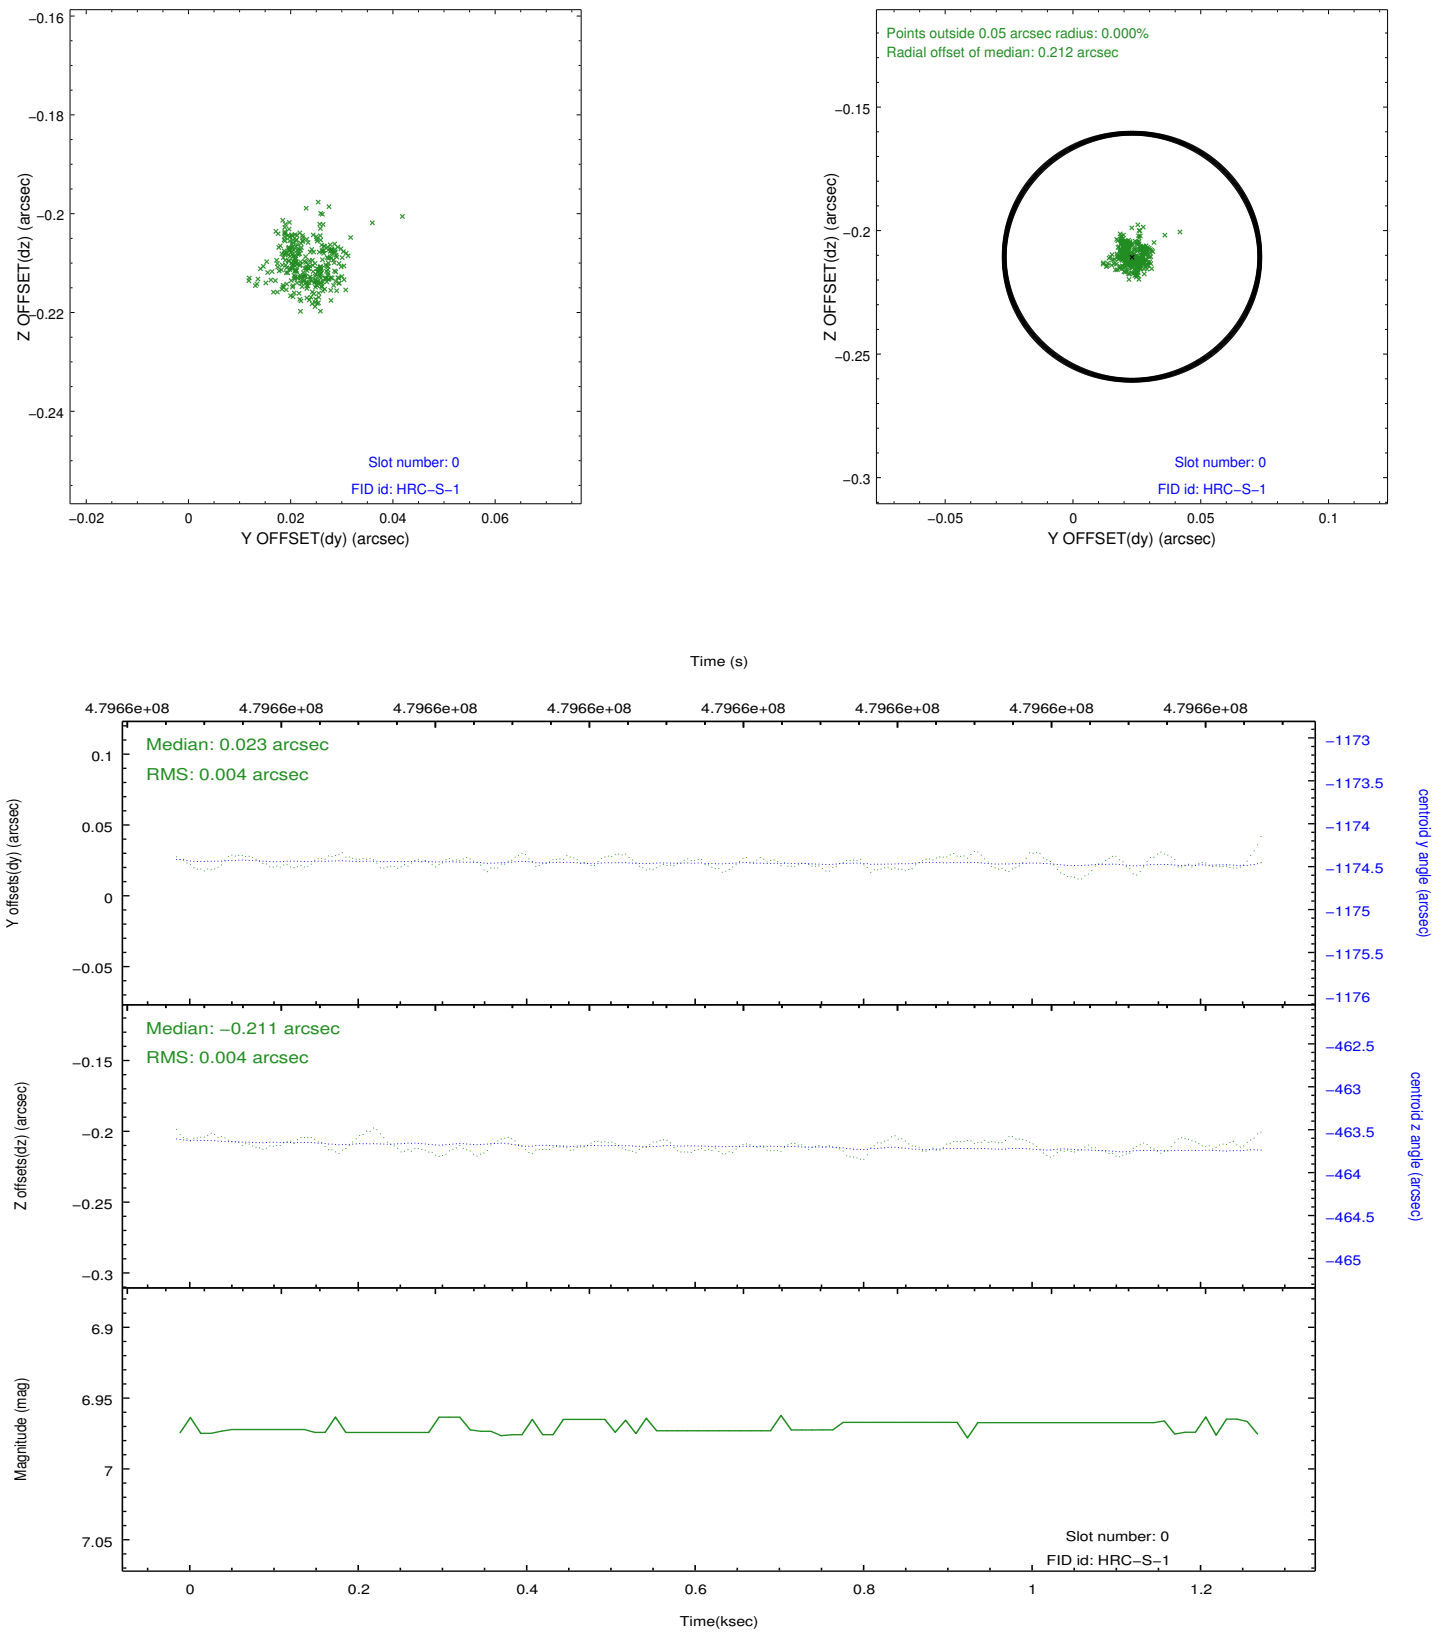 −0.16
−0.18
−0.2
−0.22
−0.24
Z OFFSET(dz) (arcsec)
Slot number: 0
FID id: HRC−S−1
−0.02
0
0.02
0.04
0.06
Y OFFSET(dy) (arcsec)
Points outside 0.05 arcsec radius: 0.000%
Radial offset of median: 0.212 arcsec
−0.15
−0.2
−0.25
−0.3
Z OFFSET(dz) (arcsec)
Slot number: 0
FID id: HRC−S−1
−0.05
0
0.05
0.1
Y OFFSET(dy) (arcsec)
Time (s)
4.7966e+08
4.7966e+08
4.7966e+08
4.7966e+08
4.7966e+08
4.7966e+08
4.7966e+08
4.7966e+08
Median: 0.023 arcsec
RMS: 0.004 arcsec
0.1
0.05
0
−0.05
Y offsets(dy) (arcsec)
−1173
−1173.5
−1174
−1174.5
−1175
−1175.5
−1176
centroid y angle (arcsec)
Median: −0.211 arcsec
RMS: 0.004 arcsec
−0.15
−0.2
−0.25
−0.3
Z offsets(dz) (arcsec)
−462.5
−463
−463.5
−464
−464.5
−465
centroid z angle (arcsec)
6.9
6.95
7
7.05
Magnitude (mag)
Slot number: 0
FID id: HRC−S−1
0
0.2
0.4
0.6
0.8
1
1.2
Time(ksec)